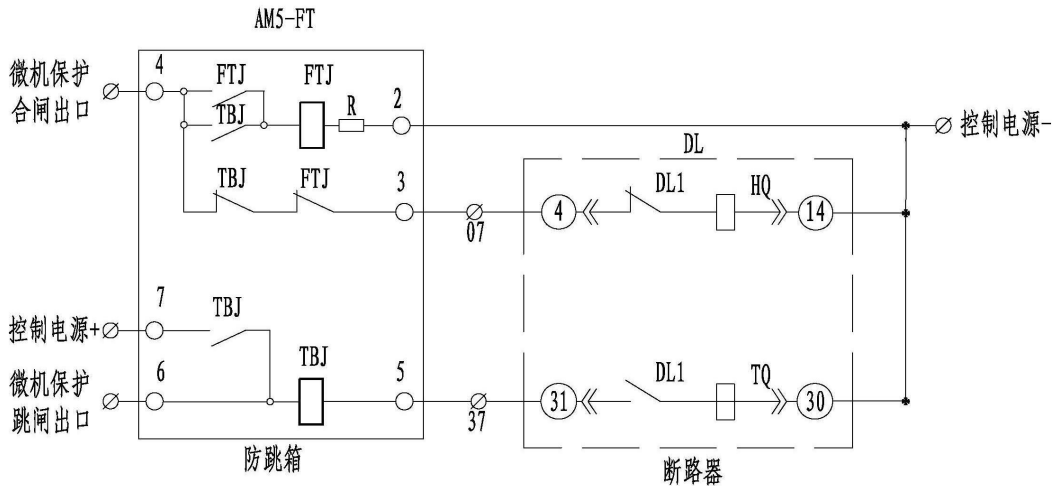 AM5-FT
微机保护
合闸出口
4
FTJ
FTJ
TBJ
R
2
控制电源-
DL
TBJ
FTJ
3
07
4
DL1
HQ
14
7
控制电源+
TBJ
微机保护
跳闸出口
6
TBJ
5
37
31
DL1
TQ
30
防跳箱
断路器